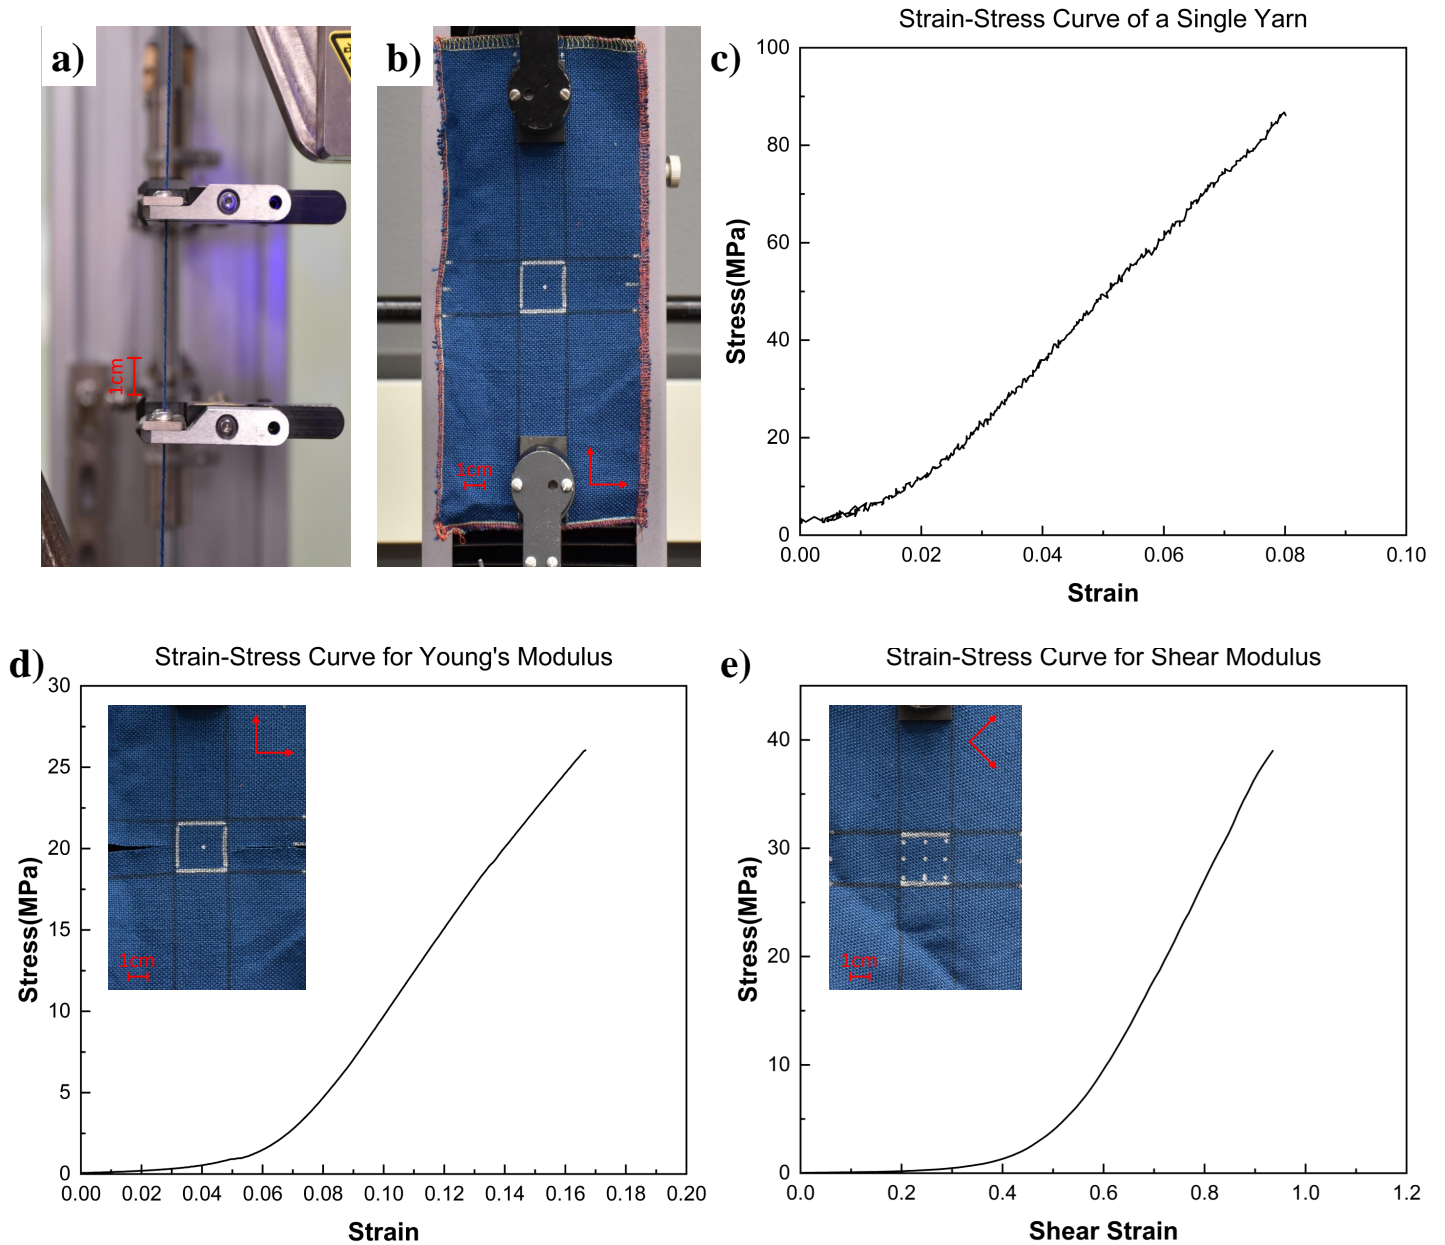 a)
1cm
b)
1cm
c)
Strain-Stress Curve of a Single Yarn
Stress(MPa)
100
80
60
40
20
0
0.00 0.02 0.04 0.06 0.08 0.10
Strain
d)
Strain-Stress Curve for Young's Modulus
Stress(MPa)
30
25
20
15
10
5
0
1cm
0.00 0.02 0.04 0.06 0.08 0.10 0.12 0.14 0.16 0.18 0.20
Strain
e)
Strain-Stress Curve for Shear Modulus
Stress(MPa)
40
30
20
10
0
1cm
0.0 0.2 0.4 0.6 0.8 1.0 1.2
Shear Strain